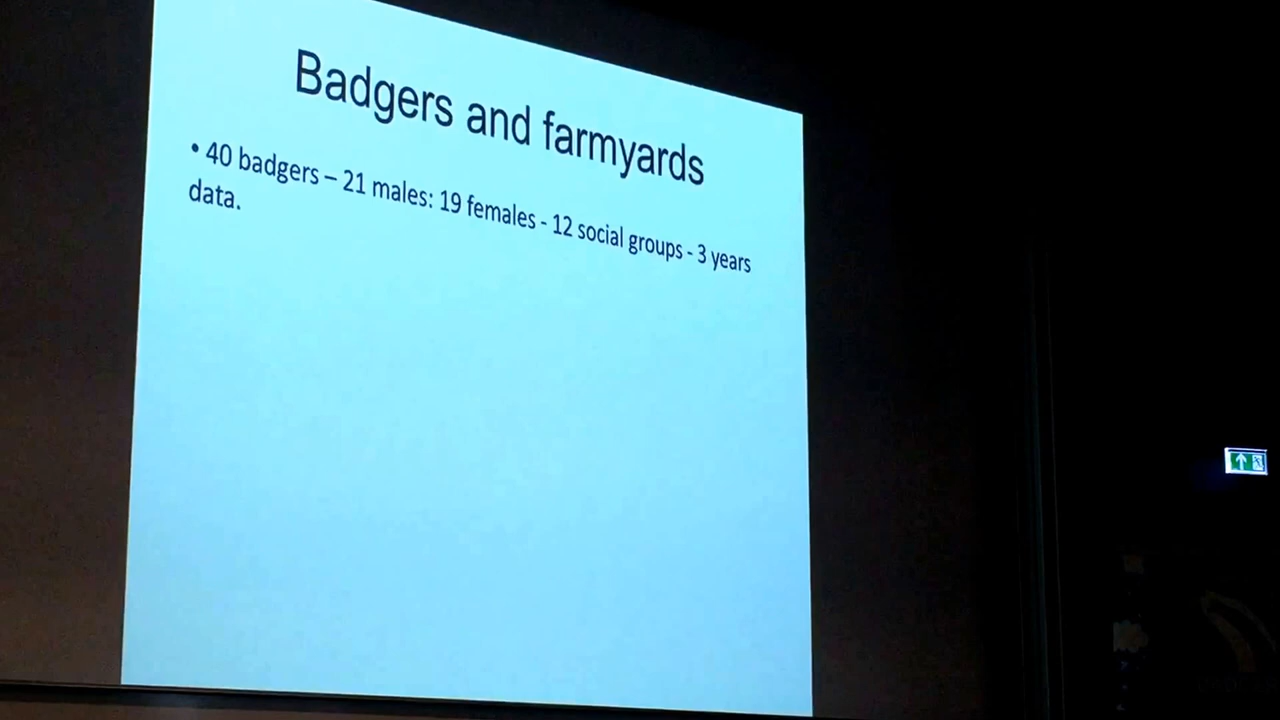 Badgers and farmyards
• 40 badgers – 21 males: 19 females - 12 social groups - 3 years
data.